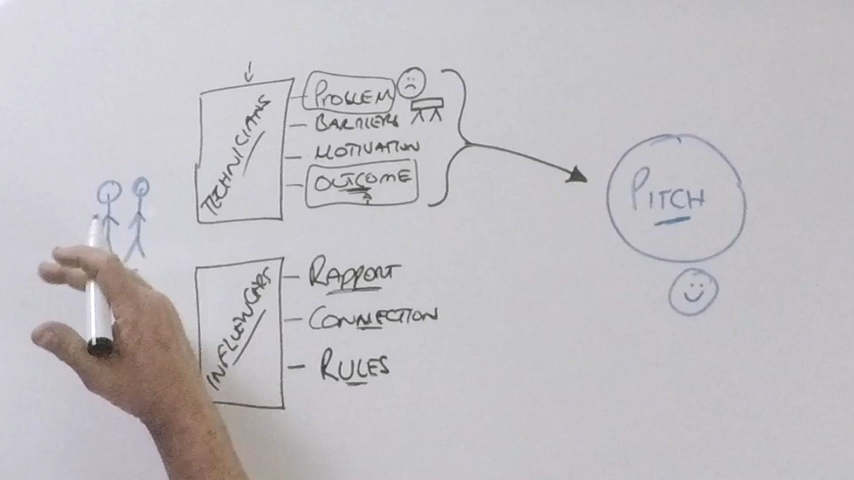 TECHNICIANS
PROBLEM
BARRIERS
MOTIVATION
OUTCOME
PITCH
INFLUENCERS
RAPPORT
CONNECTION
RULES